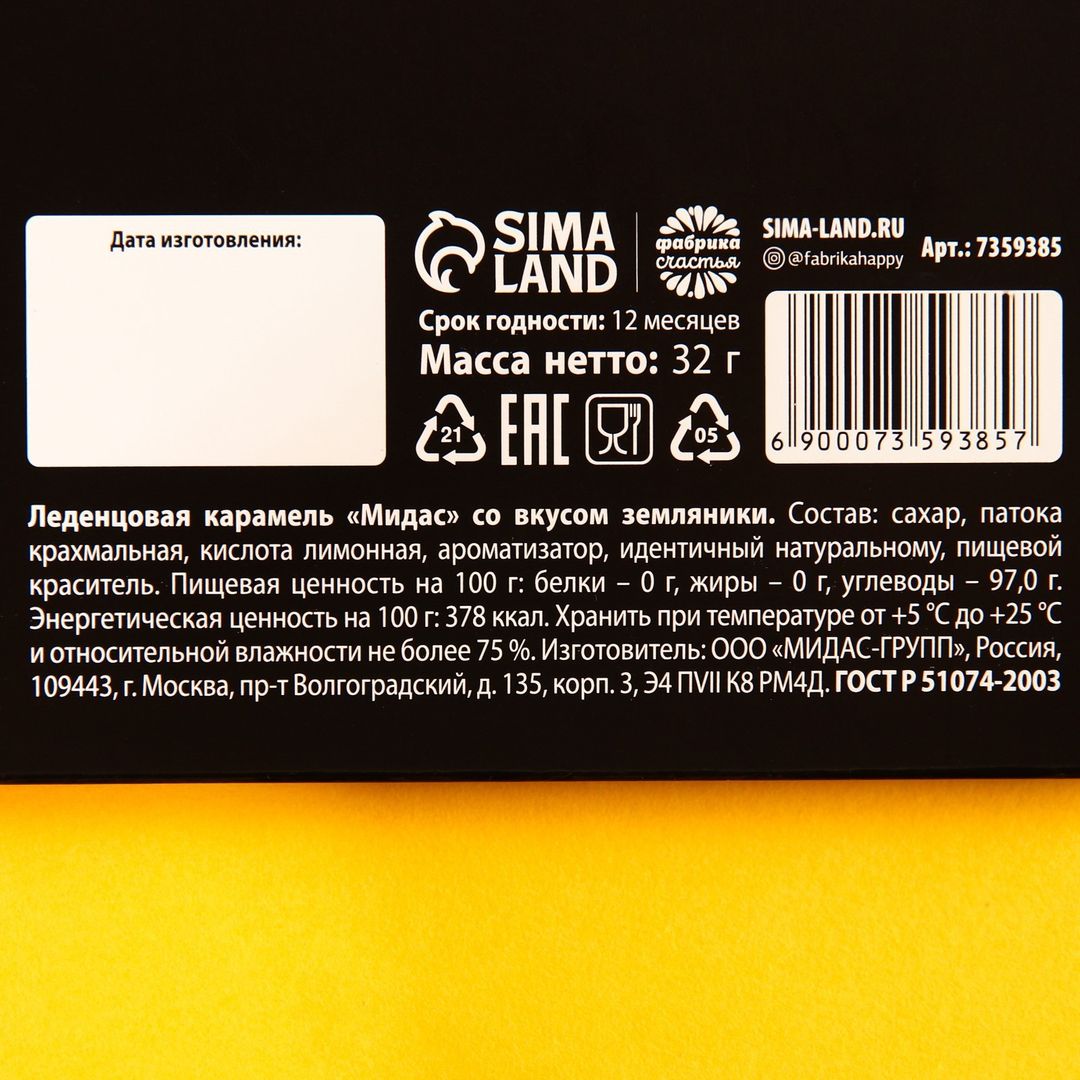 Дата изготовления:
SIMA
LAND
фабрика
счастья
SIMA-LAND.RU
@fabrikahappy
Арт.: 7359385
Срок годности: 12 месяцев
Масса нетто: 32 г
21
EAC
05
6 900073 593857
Леденцовая карамель «Мидас» со вкусом земляники. Состав: сахар, патока
крахмальная, кислота лимонная, ароматизатор, идентичный натуральному, пищевой
краситель. Пищевая ценность на 100 г: белки – 0 г, жиры – 0 г, углеводы – 97,0 г.
Энергетическая ценность на 100 г: 378 ккал. Хранить при температуре от +5 °С до +25 °С
и относительной влажности не более 75 %. Изготовитель: ООО «МИДАС-ГРУПП», Россия,
109443, г. Москва, пр-т Волгоградский, д. 135, корп. 3, Э4 ПVII К8 РМ4Д. ГОСТ Р 51074-2003